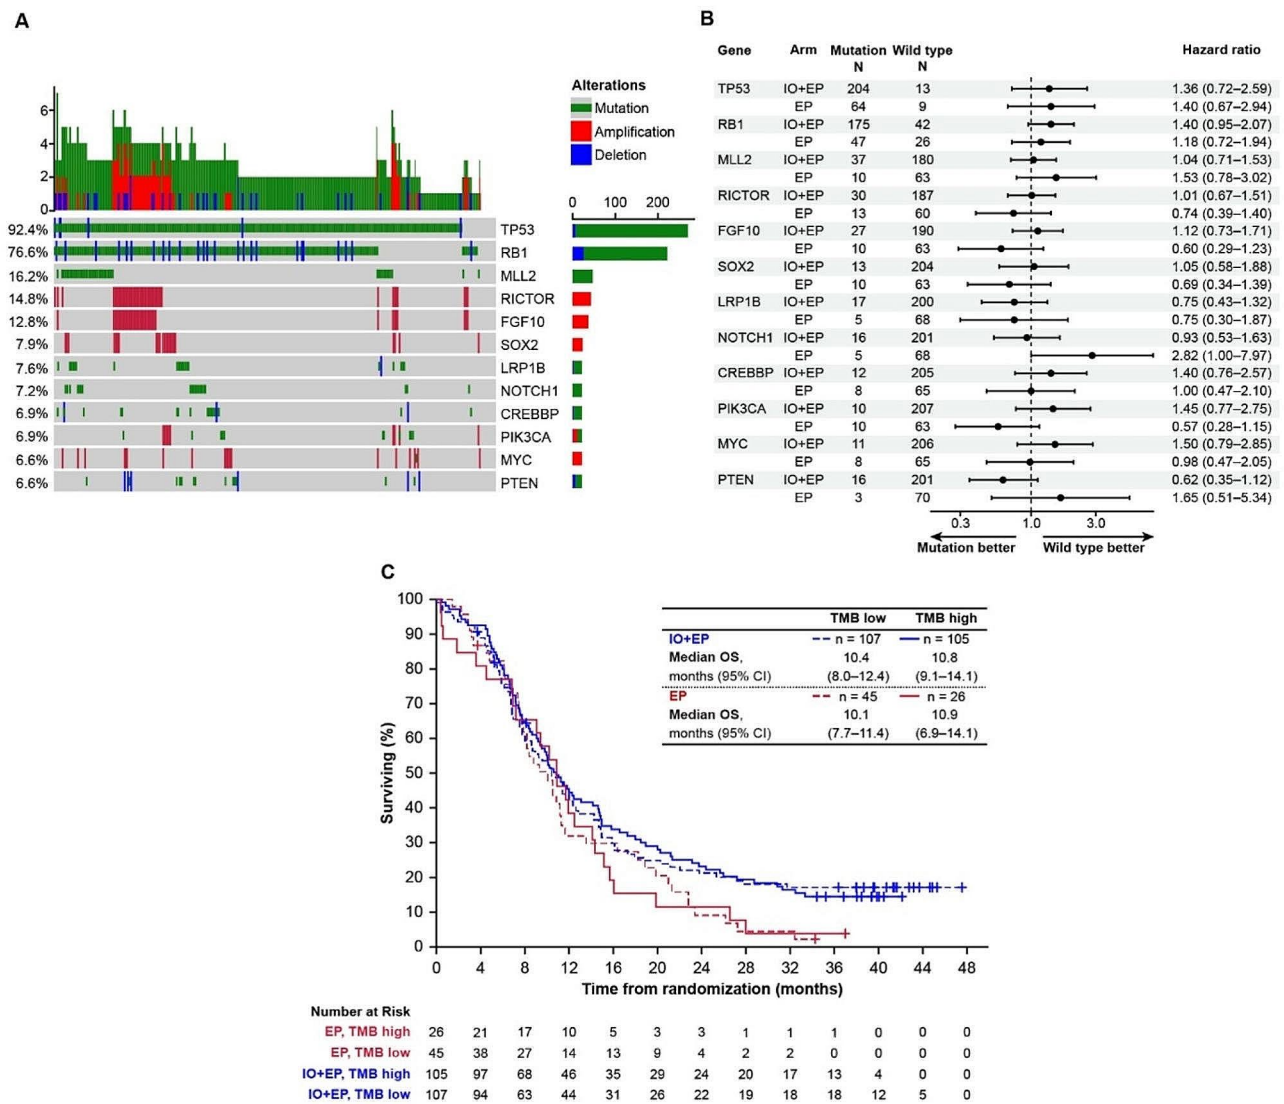 A
6
4
2
0
Alterations
Mutation
Amplification
Deletion
0 100 200
92.4% TP53
76.6% RB1
16.2% MLL2
14.8% RICTOR
12.8% FGF10
7.9% SOX2
7.6% LRP1B
7.2% NOTCH1
6.9% CREBBP
6.9% PIK3CA
6.6% MYC
6.6% PTEN
B
Gene Arm Mutation Wild type Hazard ratio
N N
TP53 IO+EP 204 13 1.36 (0.72–2.59)
EP 64 9 1.40 (0.67–2.94)
RB1 IO+EP 175 42 1.40 (0.95–2.07)
EP 47 26 1.18 (0.72–1.94)
MLL2 IO+EP 37 180 1.04 (0.71–1.53)
EP 10 63 1.53 (0.78–3.02)
RICTOR IO+EP 30 187 1.01 (0.67–1.51)
EP 13 60 0.74 (0.39–1.40)
FGF10 IO+EP 27 190 1.12 (0.73–1.71)
EP 10 63 0.60 (0.29–1.23)
SOX2 IO+EP 13 204 1.05 (0.58–1.88)
EP 10 63 0.69 (0.34–1.39)
LRP1B IO+EP 17 200 0.75 (0.43–1.32)
EP 5 68 0.75 (0.30–1.87)
NOTCH1 IO+EP 16 201 0.93 (0.53–1.63)
EP 5 68 2.82 (1.00–7.97)
CREBBP IO+EP 12 205 1.40 (0.76–2.57)
EP 8 65 1.00 (0.47–2.10)
PIK3CA IO+EP 10 207 1.45 (0.77–2.75)
EP 10 63 0.57 (0.28–1.15)
MYC IO+EP 11 206 1.50 (0.79–2.85)
EP 8 65 0.98 (0.47–2.05)
PTEN IO+EP 16 201 0.62 (0.35–1.12)
EP 3 70 1.65 (0.51–5.34)
0.3 1.0 3.0
Mutation better Wild type better
C
Surviving (%)
100
90
80
70
60
50
40
30
20
10
0
TMB low TMB high
IO+EP n = 107 n = 105
Median OS, 10.4 10.8
months (95% CI) (8.0–12.4) (9.1–14.1)
EP n = 45 n = 26
Median OS, 10.1 10.9
months (95% CI) (7.7–11.4) (6.9–14.1)
0 4 8 12 16 20 24 28 32 36 40 44 48
Time from randomization (months)
Number at Risk
EP, TMB high 26 21 17 10 5 3 3 1 1 1 0 0 0
EP, TMB low 45 38 27 14 13 9 4 2 2 0 0 0 0
IO+EP, TMB high 105 97 68 46 35 29 24 20 17 13 4 0 0
IO+EP, TMB low 107 94 63 44 31 26 22 19 18 18 12 5 0